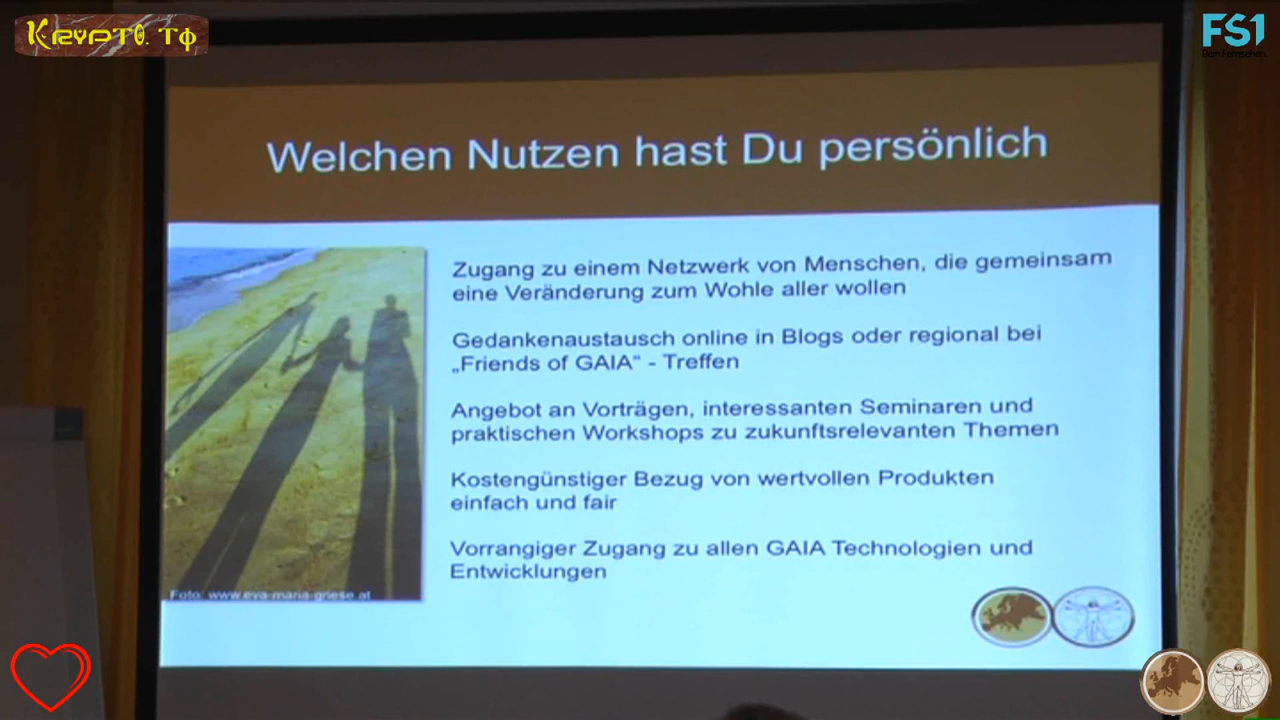 KRYPTO.TV
FS1
Dein Fernsehen.
Welchen Nutzen hast Du persönlich
Zugang zu einem Netzwerk von Menschen, die gemeinsam
eine Veränderung zum Wohle aller wollen
Gedankenaustausch online in Blogs oder regional bei
„Friends of GAIA“ - Treffen
Angebot an Vorträgen, interessanten Seminaren und
praktischen Workshops zu zukunftsrelevanten Themen
Kostengünstiger Bezug von wertvollen Produkten
einfach und fair
Vorrangiger Zugang zu allen GAIA Technologien und
Entwicklungen
Foto: www.eva-maria-griese.at